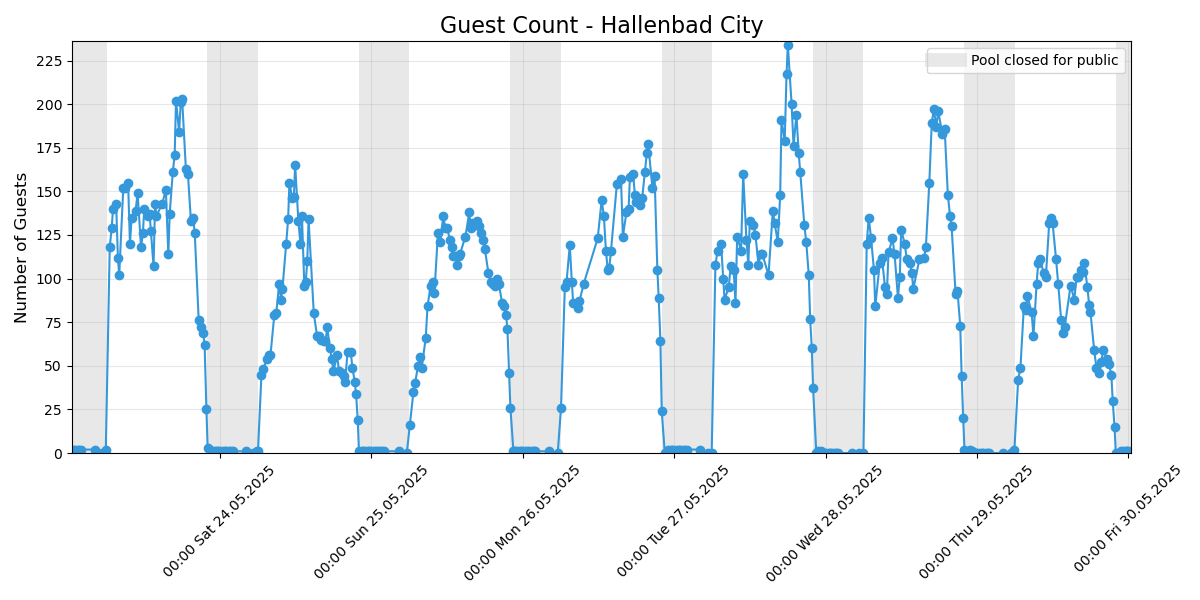 Guest Count - Hallenbad City
Pool closed for public
Number of Guests
225
200
175
150
125
100
75
50
25
0
00:00 Sat 24.05.2025
00:00 Sun 25.05.2025
00:00 Mon 26.05.2025
00:00 Tue 27.05.2025
00:00 Wed 28.05.2025
00:00 Thu 29.05.2025
00:00 Fri 30.05.2025